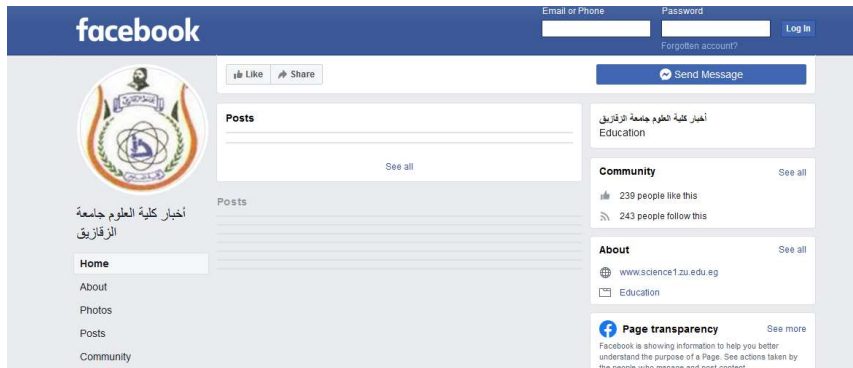 facebook
Email or Phone
Password
Log In
Forgotten account?
Like
Share
Send Message
Posts
See all
Posts
أخبار كلية العلوم جامعة
الزقازيق
Home
About
Photos
Posts
Community
أخبار كلية العلوم جامعة الزقازيق
Education
Community
See all
239 people like this
243 people follow this
About
See all
www.science1.zu.edu.eg
Education
Page transparency
See more
Facebook is showing information to help you better
understand the purpose of a Page. See actions taken by
the people who manage and post content.